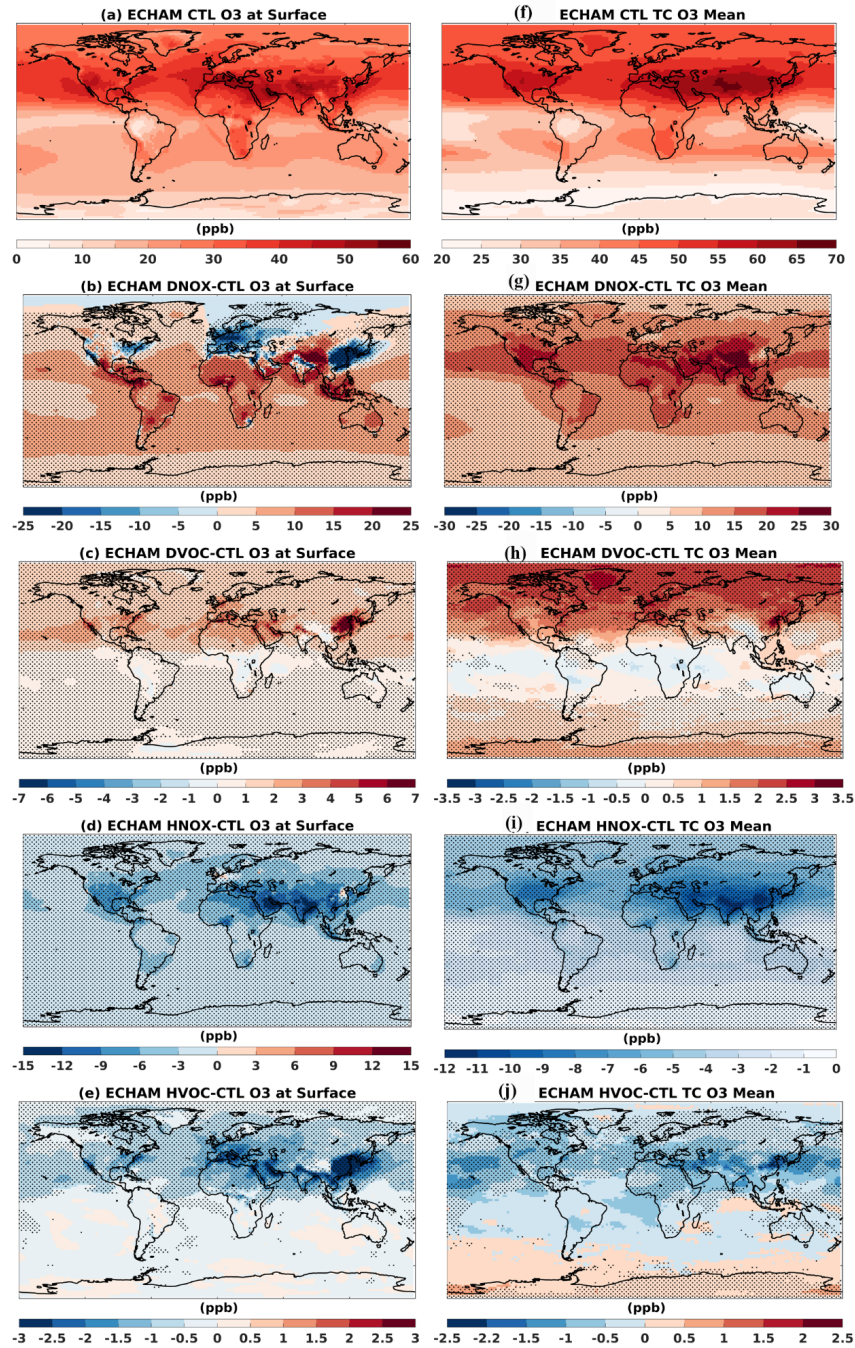 (a) ECHAM CTL O3 at Surface
(f) ECHAM CTL TC O3 Mean
(ppb)
(ppb)
0 10 20 30 40 50 60
20 25 30 35 40 45 50 55 60 65 70
(b) ECHAM DNOX-CTL O3 at Surface
(g) ECHAM DNOX-CTL TC O3 Mean
(ppb)
(ppb)
-25 -20 -15 -10 -5 0 5 10 15 20 25
-30 -25 -20 -15 -10 -5 0 5 10 15 20 25 30
(c) ECHAM DVOC-CTL O3 at Surface
(h) ECHAM DVOC-CTL TC O3 Mean
(ppb)
(ppb)
-7 -6 -5 -4 -3 -2 -1 0 1 2 3 4 5 6 7
-3.5 -2.5 -1.5 -0.5 0 0.5 1.5 2.5 3.5
(d) ECHAM HNOX-CTL O3 at Surface
(i) ECHAM HNOX-CTL TC O3 Mean
(ppb)
(ppb)
-15 -12 -9 -6 -3 0 3 6 9 12 15
-12 -11 -10 -9 -8 -7 -6 -5 -4 -3 -2 -1 0
(e) ECHAM HVOC-CTL O3 at Surface
(j) ECHAM HVOC-CTL TC O3 Mean
(ppb)
(ppb)
-3 -2.5 -2 -1.5 -1 -0.5 0 0.5 1 1.5 2 2.5 3
-2.5 -2.2 -1.5 -1 -0.5 0 0.5 1 1.5 2 2.5